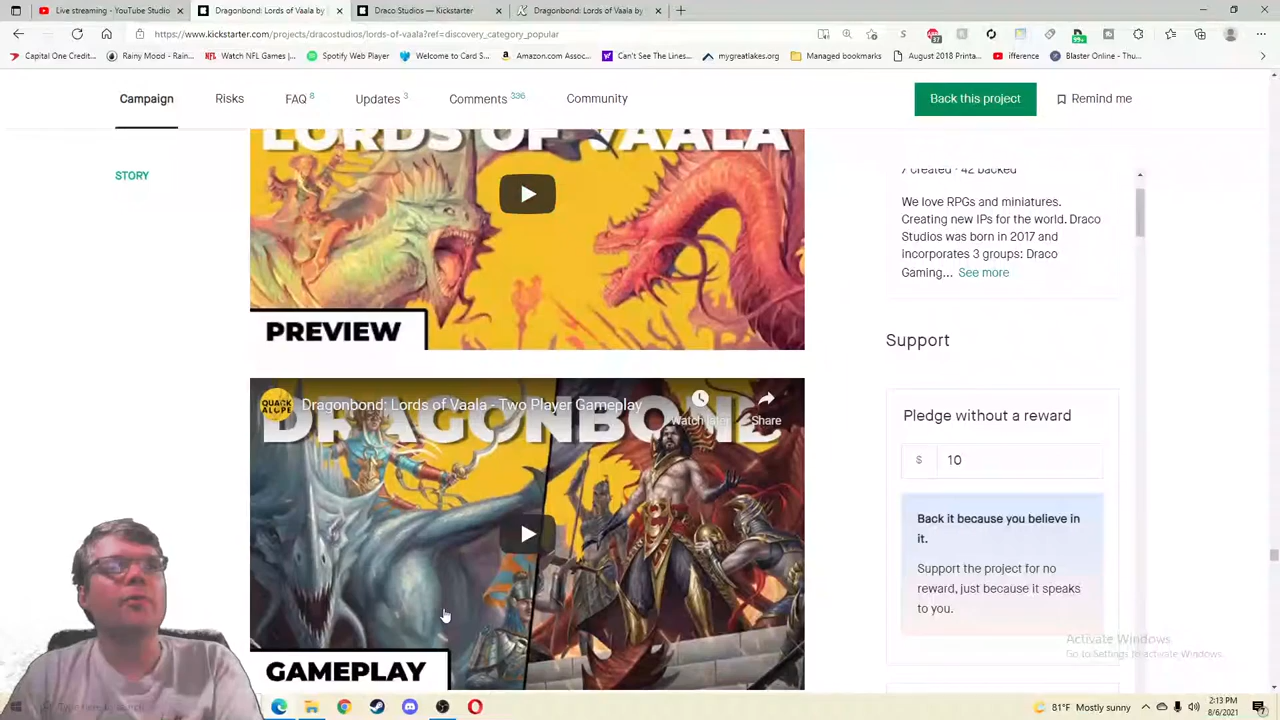 Live streaming - YouTube Studio
Dragonbond: Lords of Vaala by
Draco Studios — Kickstarter
Dragonbond: Lords of Vaala by
https://www.kickstarter.com/projects/dracostudios/lords-of-vaala?ref=discovery_category_popular
Capital One Credit...
Rainy Mood - Rain...
Watch NFL Games |...
Spotify Web Player
Welcome to Card S...
Amazon.com Assoc...
Can't See The Lines...
mygreatlakes.org
Managed bookmarks
August 2018 Printa...
ifference
Blaster Online - Thu...
Campaign
Risks
FAQ 8
Updates 3
Comments 336
Community
Back this project
Remind me
STORY
LORDS OF VAALA
PREVIEW
QUACKALOPE
Dragonbond: Lords of Vaala - Two Player Gameplay
Watch later
Share
DRAGONBOND
GAMEPLAY
7 created · 42 backed
We love RPGs and miniatures.
Creating new IPs for the world. Draco
Studios was born in 2017 and
incorporates 3 groups: Draco
Gaming... See more
Support
Pledge without a reward
$ 10
Back it because you believe in
it.
Support the project for no
reward, just because it speaks
to you.
Activate Windows
Go to Settings to activate Windows.
Type here to search
81°F Mostly sunny
2:13 PM
8/6/2021